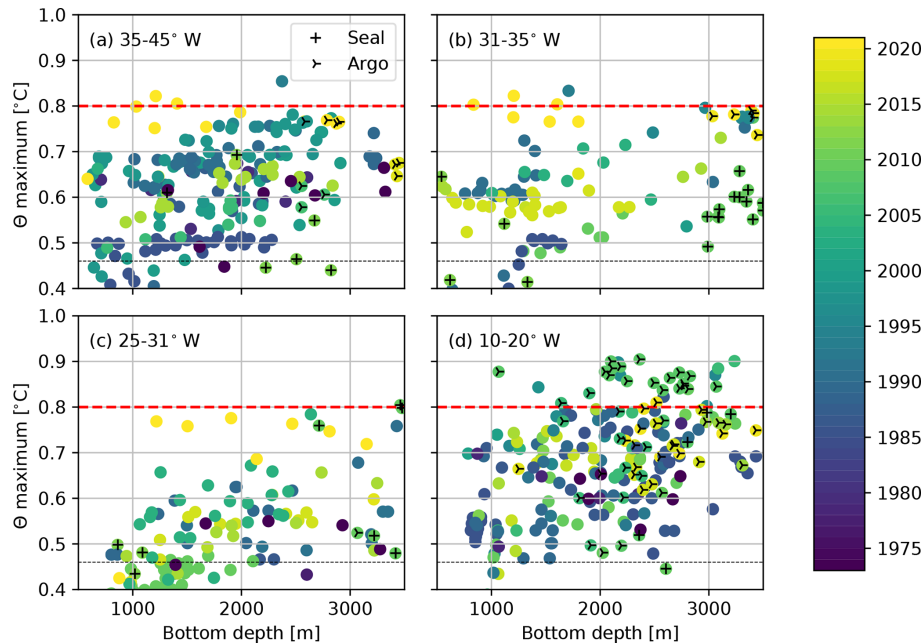 (a) 35-45° W
Seal
Argo
(b) 31-35° W
Θ maximum [°C]
1.0
0.9
0.8
0.7
0.6
0.5
0.4
(c) 25-31° W
(d) 10-20° W
Θ maximum [°C]
1.0
0.9
0.8
0.7
0.6
0.5
0.4
1000 2000 3000
1000 2000 3000
Bottom depth [m]
Bottom depth [m]
2020
2015
2010
2005
2000
1995
1990
1985
1980
1975